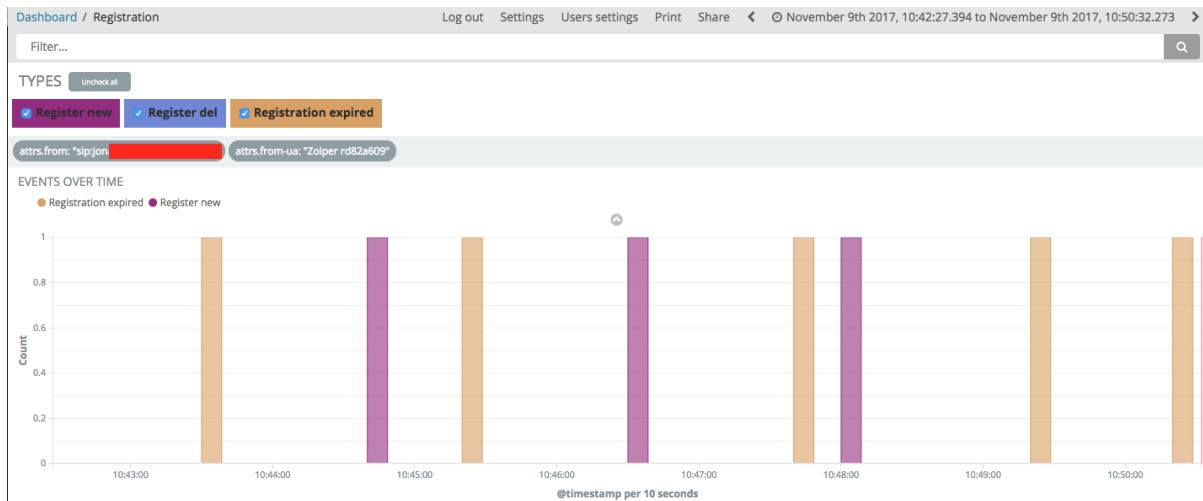 Dashboard / Registration Log out Settings Users settings Print Share November 9th 2017, 10:42:27.394 to November 9th 2017, 10:50:32.273
Filter...
TYPES Uncheck all
Register new Register del Registration expired
attrs.from: "sip:jon attrs.from-ua: "Zoiper rd82a609"
EVENTS OVER TIME
Registration expired Register new
1
0.8
0.6
0.4
0.2
0
Count
10:43:00 10:44:00 10:45:00 10:46:00 10:47:00 10:48:00 10:49:00 10:50:00
@timestamp per 10 seconds